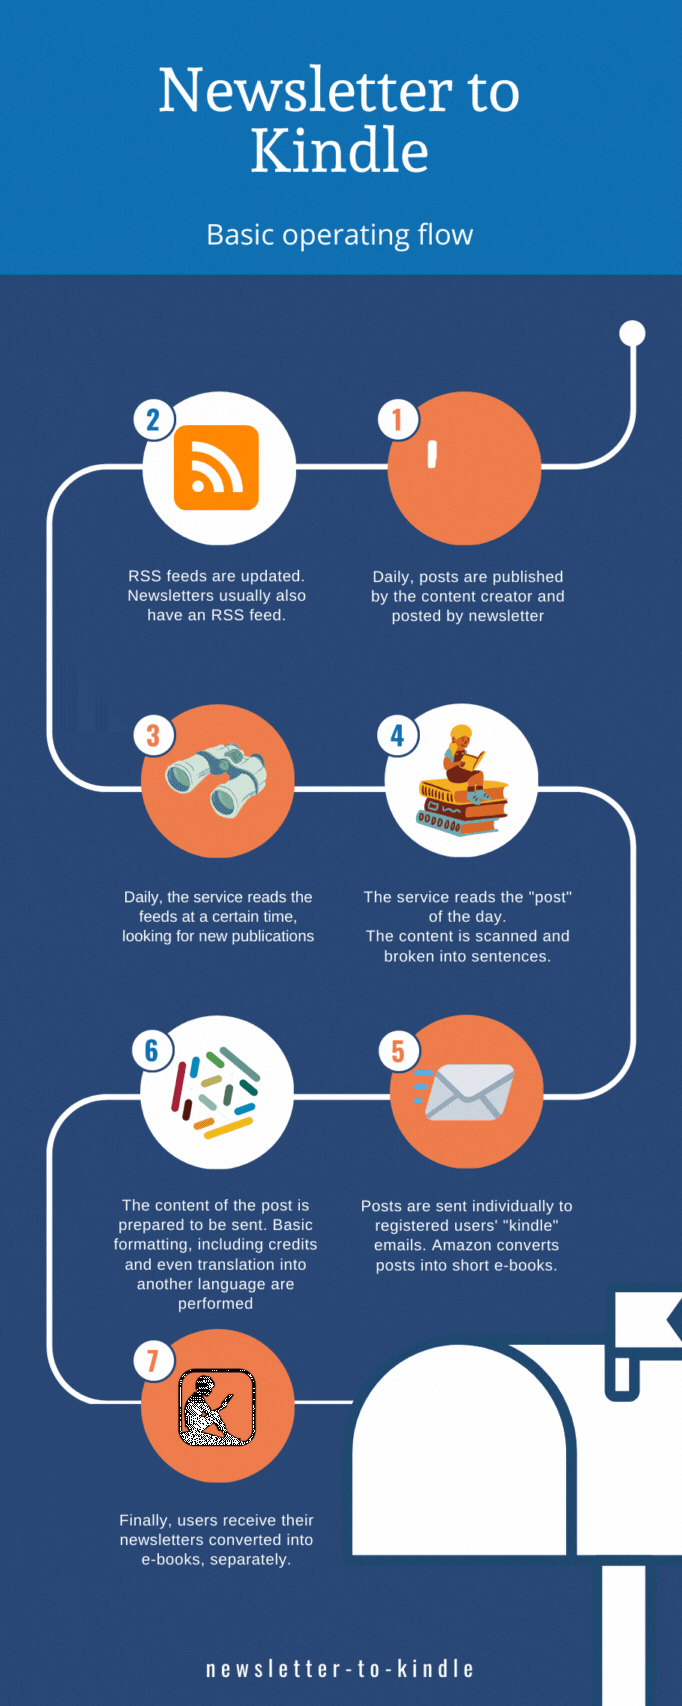 Newsletter to
Kindle
Basic operating flow
1
Daily, posts are published
by the content creator and
posted by newsletter
2
RSS feeds are updated.
Newsletters usually also
have an RSS feed.
3
Daily, the service reads the
feeds at a certain time,
looking for new publications
4
The service reads the "post"
of the day.
The content is scanned and
broken into sentences.
5
Posts are sent individually to
registered users' "kindle"
emails. Amazon converts
posts into short e-books.
6
The content of the post is
prepared to be sent. Basic
formatting, including credits
and even translation into
another language are
performed
7
Finally, users receive their
newsletters converted into
e-books, separately.
newsletter-to-kindle